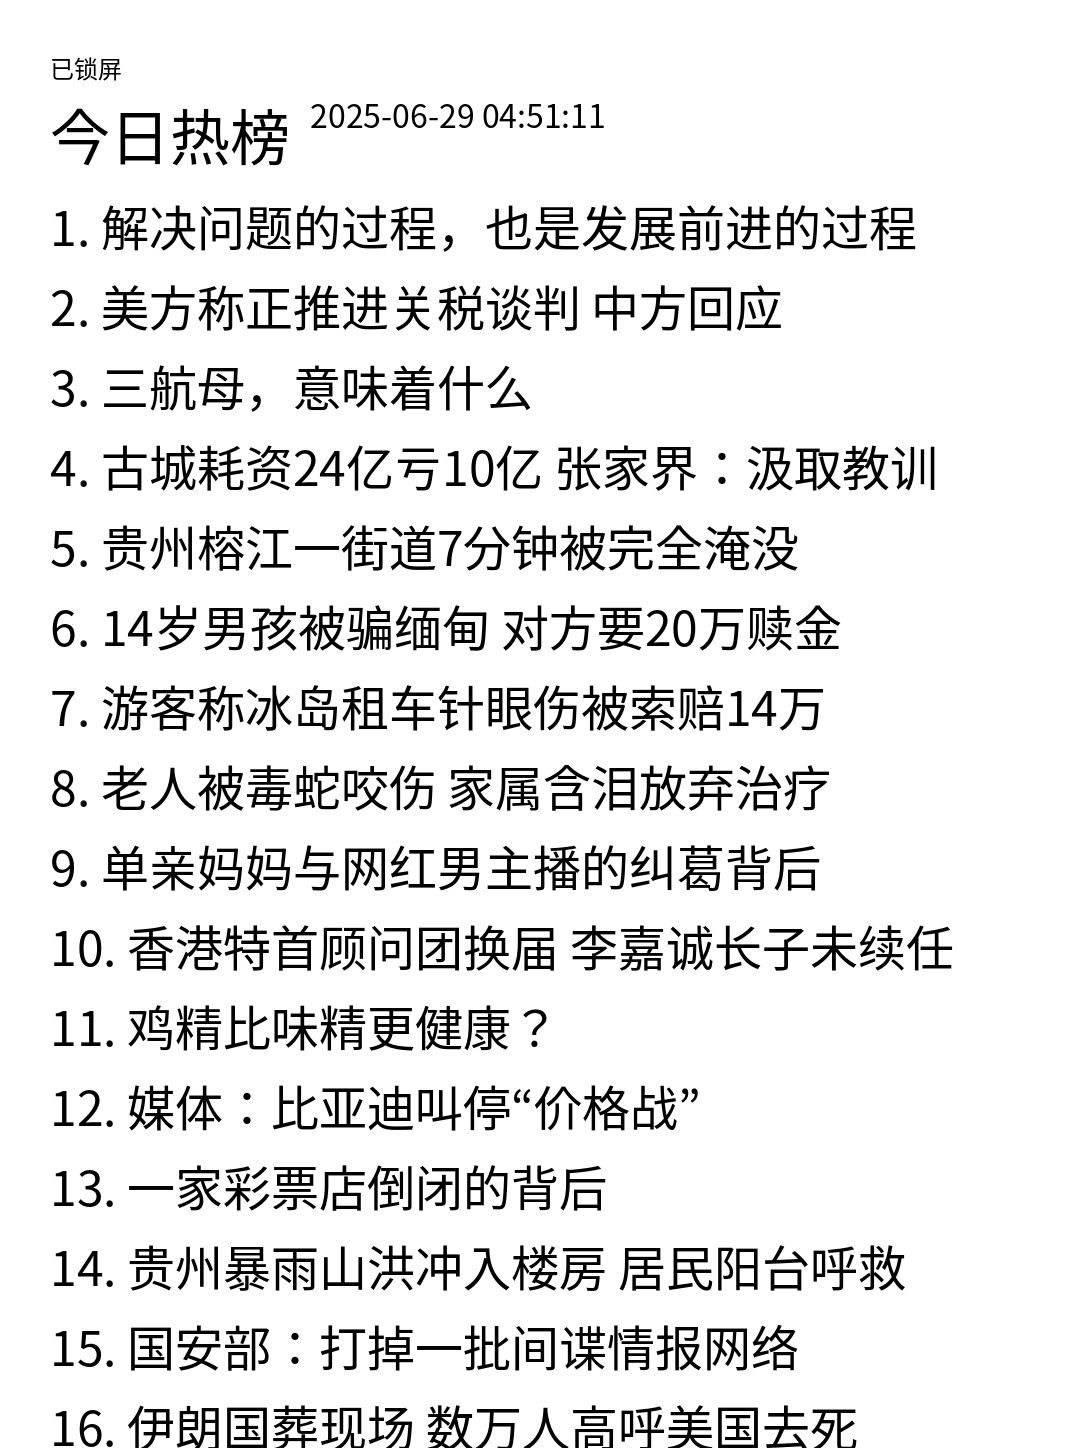 已锁屏
今日热榜 2025-06-29 04:51:11
1. 解决问题的过程，也是发展前进的过程
2. 美方称正推进关税谈判 中方回应
3. 三航母，意味着什么
4. 古城耗资24亿亏10亿 张家界：汲取教训
5. 贵州榕江一街道7分钟被完全淹没
6. 14岁男孩被骗缅甸 对方要20万赎金
7. 游客称冰岛租车针眼伤被索赔14万
8. 老人被毒蛇咬伤 家属含泪放弃治疗
9. 单亲妈妈与网红男主播的纠葛背后
10. 香港特首顾问团换届 李嘉诚长子未续任
11. 鸡精比味精更健康？
12. 媒体：比亚迪叫停“价格战”
13. 一家彩票店倒闭的背后
14. 贵州暴雨山洪冲入楼房 居民阳台呼救
15. 国安部：打掉一批间谍情报网络
16. 伊朗国葬现场 数万人高呼美国去死